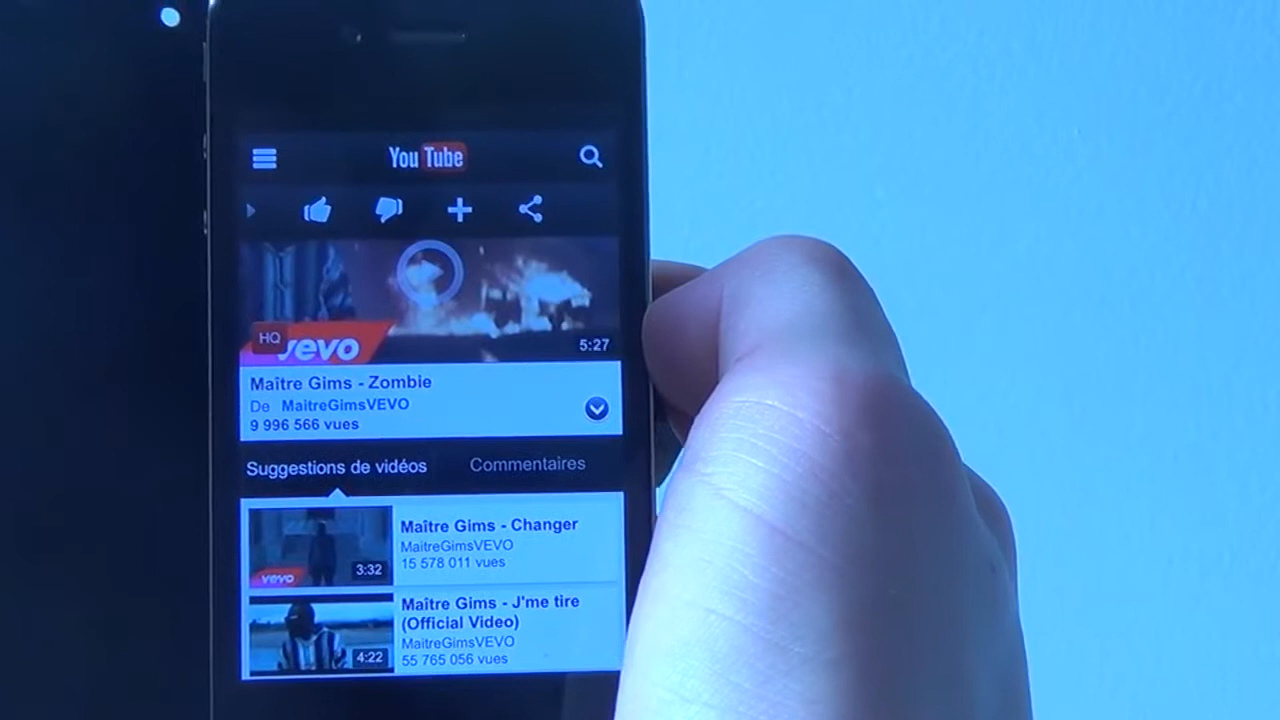 You Tube
HQ
vevo
5:27
Maître Gims - Zombie
De MaitreGimsVEVO
9 996 566 vues
Suggestions de vidéos
Commentaires
vevo
3:32
Maître Gims - Changer
MaitreGimsVEVO
15 578 011 vues
4:22
Maître Gims - J'me tire
(Official Video)
MaitreGimsVEVO
55 765 056 vues